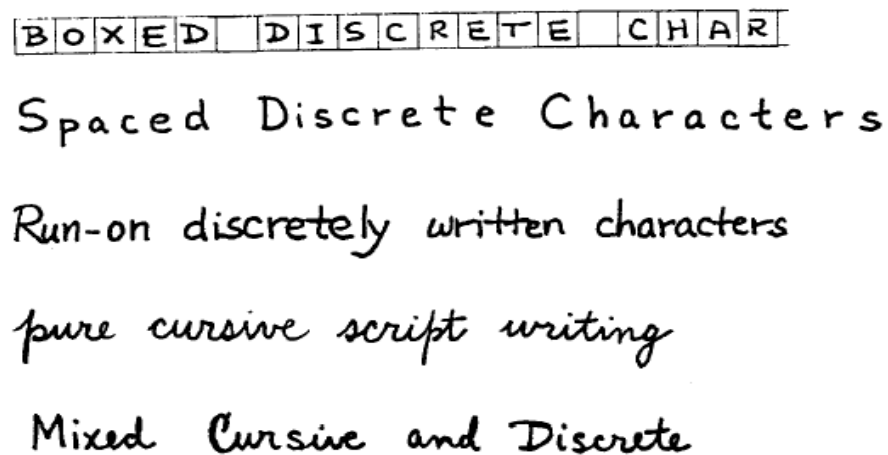 BOXED DISCRETE CHAR
Spaced Discrete Characters
Run-on discretely written characters
pure cursive script writing
Mixed Cursive and Discrete